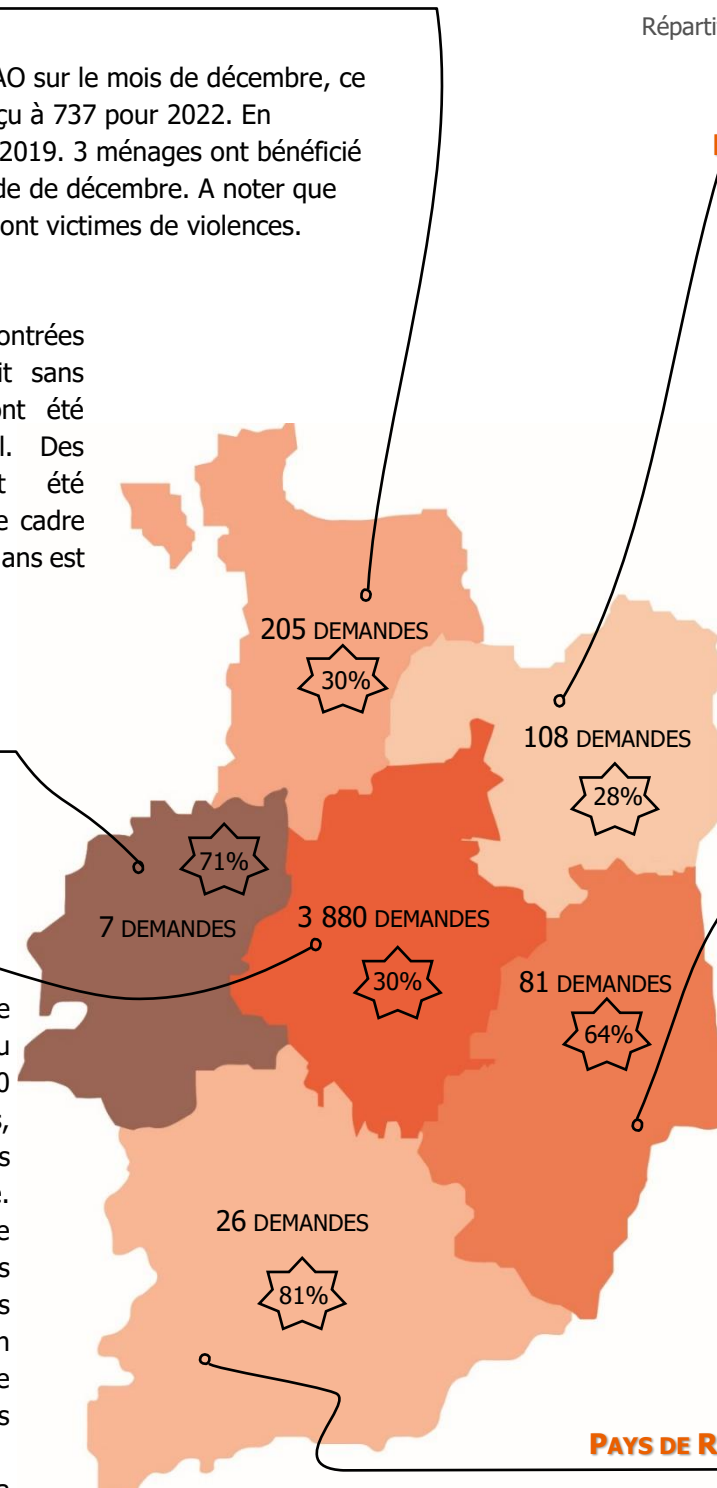 Réparti
AO sur le mois de décembre, ce
çu à 737 pour 2022. En
2019. 3 ménages ont bénéficié
de de décembre. A noter que
ont victimes de violences.
ontrées
it sans
ont été
l. Des
t été
e cadre
ans est
205 DEMANDES
30%
108 DEMANDES
28%
71%
7 DEMANDES
3 880 DEMANDES
30%
81 DEMANDES
64%
e
u
0
s,
s
e.
e
s
s
n
e
s
26 DEMANDES
81%
PAYS DE R